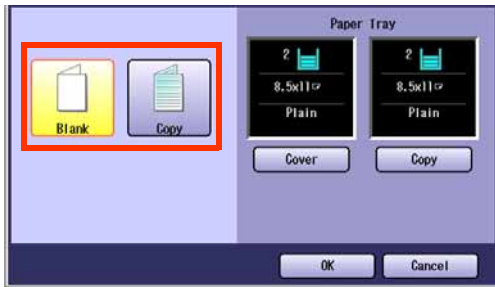 Paper Tray
2
8.5x11
Plain
2
8.5x11
Plain
Blank
Copy
Cover
Copy
OK
Cancel